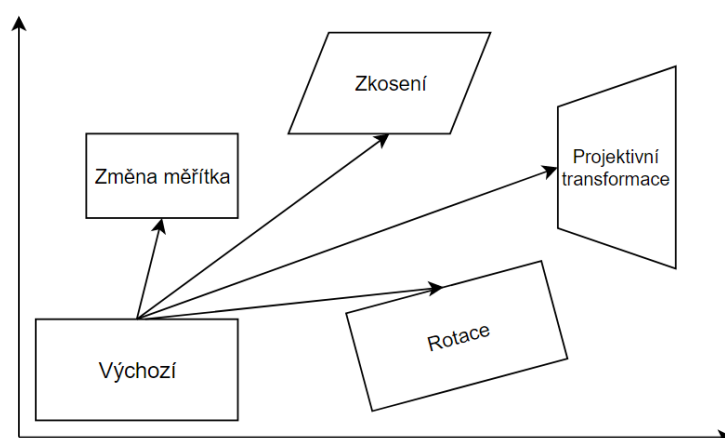 Zkosení
Změna měřítka
Projektivní
transformace
Výchozí
Rotace